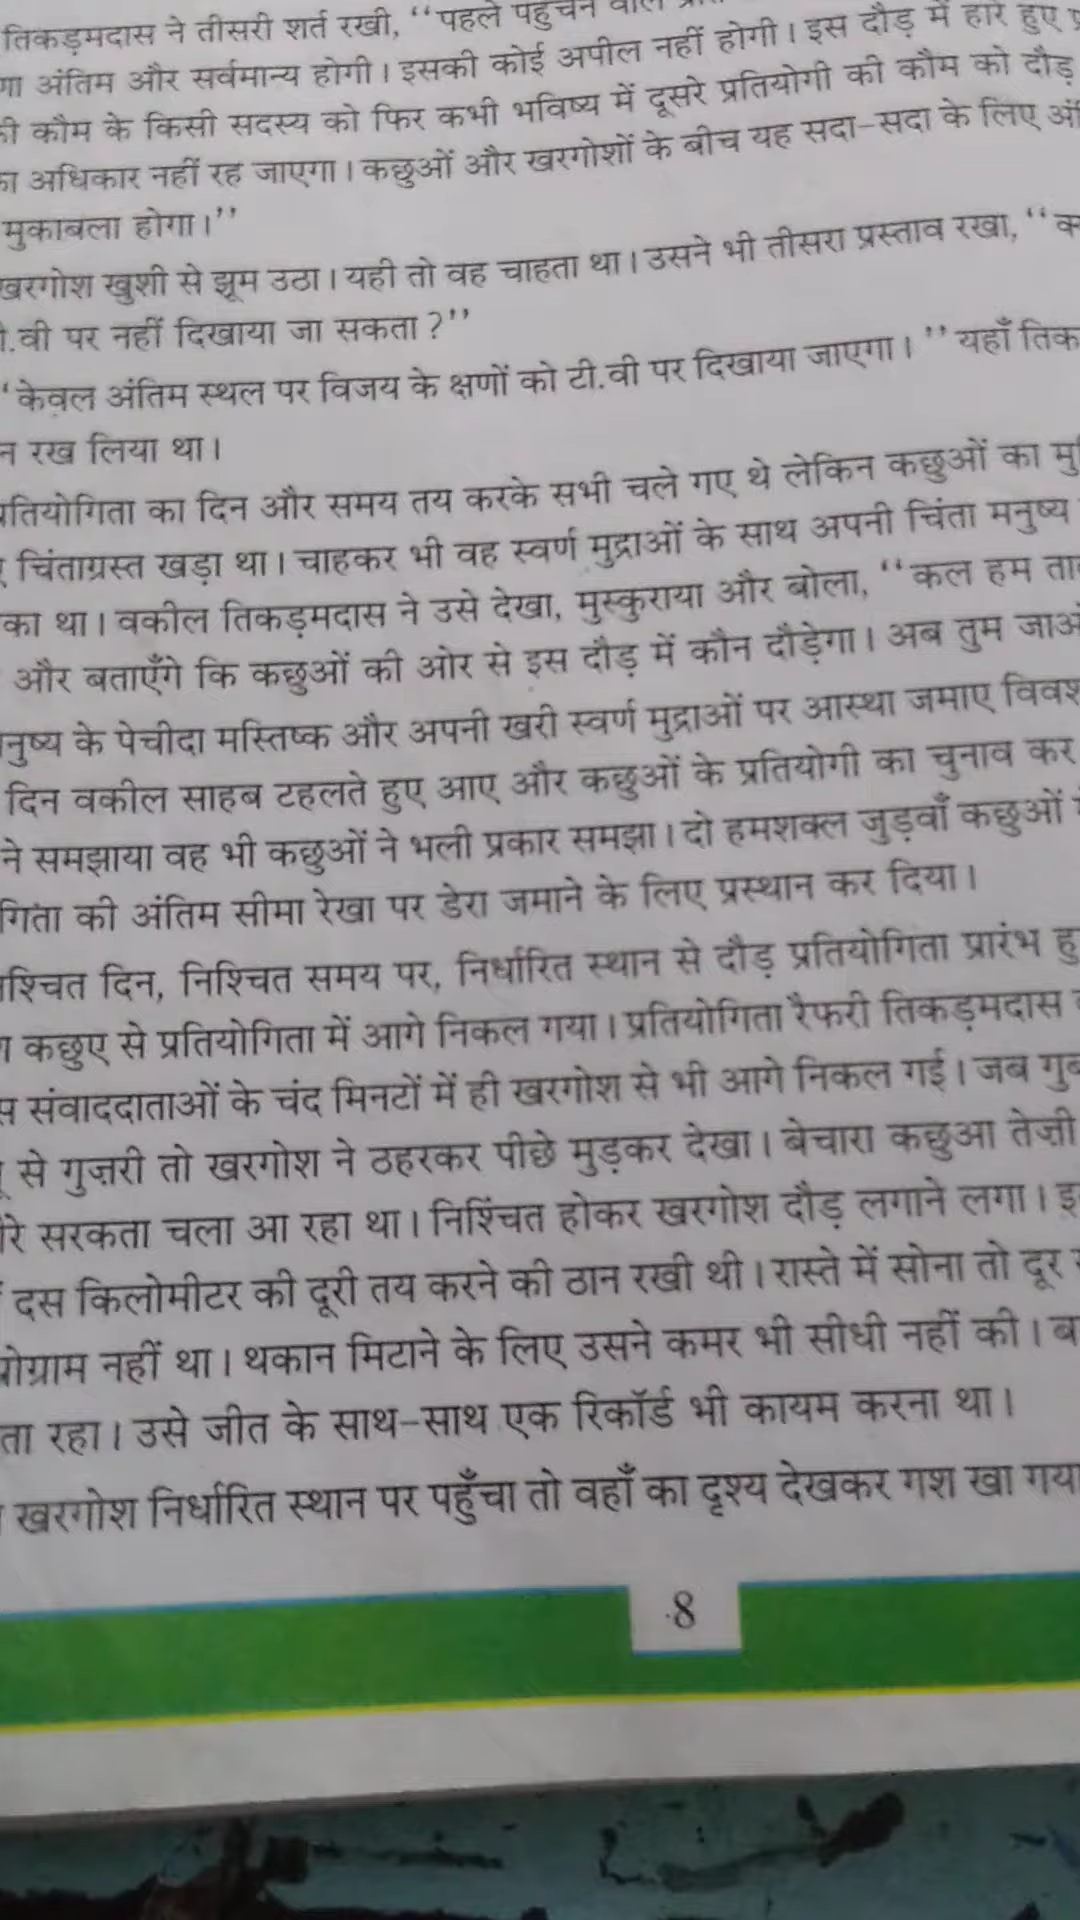 तिकड़मदास ने तीसरी शर्त रखी, ‘‘पहले पहुँचने वाले
अंतिम और सर्वमान्य होगी। इसकी कोई अपील नहीं होगी। इस दौड़ में हारे हुए
कौम के किसी सदस्य को फिर कभी भविष्य में दूसरे प्रतियोगी की कौम को दौड़
अधिकार नहीं रह जाएगा। कछुओं और खरगोशों के बीच यह सदा-सदा के लिए
मुकाबला होगा।’’
खरगोश खुशी से झूम उठा। यही तो वह चाहता था। उसने भी तीसरा प्रस्ताव रखा, ‘‘
.वी पर नहीं दिखाया जा सकता ?’’
‘केवल अंतिम स्थल पर विजय के क्षणों को टी.वी पर दिखाया जाएगा। ’’ यहाँ तिक
न रख लिया था।
प्रतियोगिता का दिन और समय तय करके सभी चले गए थे लेकिन कछुओं का मु
चिंताग्रस्त खड़ा था। चाहकर भी वह स्वर्ण मुद्राओं के साथ अपनी चिंता मनुष्य
का था। वकील तिकड़मदास ने उसे देखा, मुस्कुराया और बोला, ‘‘कल हम ता
और बताएँगे कि कछुओं की ओर से इस दौड़ में कौन दौड़ेगा। अब तुम जाओ
नुष्य के पेचीदा मस्तिष्क और अपनी खरी स्वर्ण मुद्राओं पर आस्था जमाए विवश
दिन वकील साहब टहलते हुए आए और कछुओं के प्रतियोगी का चुनाव कर
ने समझाया वह भी कछुओं ने भली प्रकार समझा। दो हमशक्ल जुड़वाँ कछुओं
गिता की अंतिम सीमा रेखा पर डेरा जमाने के लिए प्रस्थान कर दिया।
श्चित दिन, निश्चित समय पर, निर्धारित स्थान से दौड़ प्रतियोगिता प्रारंभ हु
कछुए से प्रतियोगिता में आगे निकल गया। प्रतियोगिता रैफरी तिकड़मदास
स संवाददाताओं के चंद मिनटों में ही खरगोश से भी आगे निकल गई। जब गुब
से गुज़री तो खरगोश ने ठहरकर पीछे मुड़कर देखा। बेचारा कछुआ तेज़ी
रे सरकता चला आ रहा था। निश्चिंत होकर खरगोश दौड़ लगाने लगा। इ
दस किलोमीटर की दूरी तय करने की ठान रखी थी। रास्ते में सोना तो दूर
प्रोग्राम नहीं था। थकान मिटाने के लिए उसने कमर भी सीधी नहीं की। ब
ता रहा। उसे जीत के साथ-साथ एक रिकॉर्ड भी कायम करना था।
खरगोश निर्धारित स्थान पर पहुँचा तो वहाँ का दृश्य देखकर गश खा गया
8